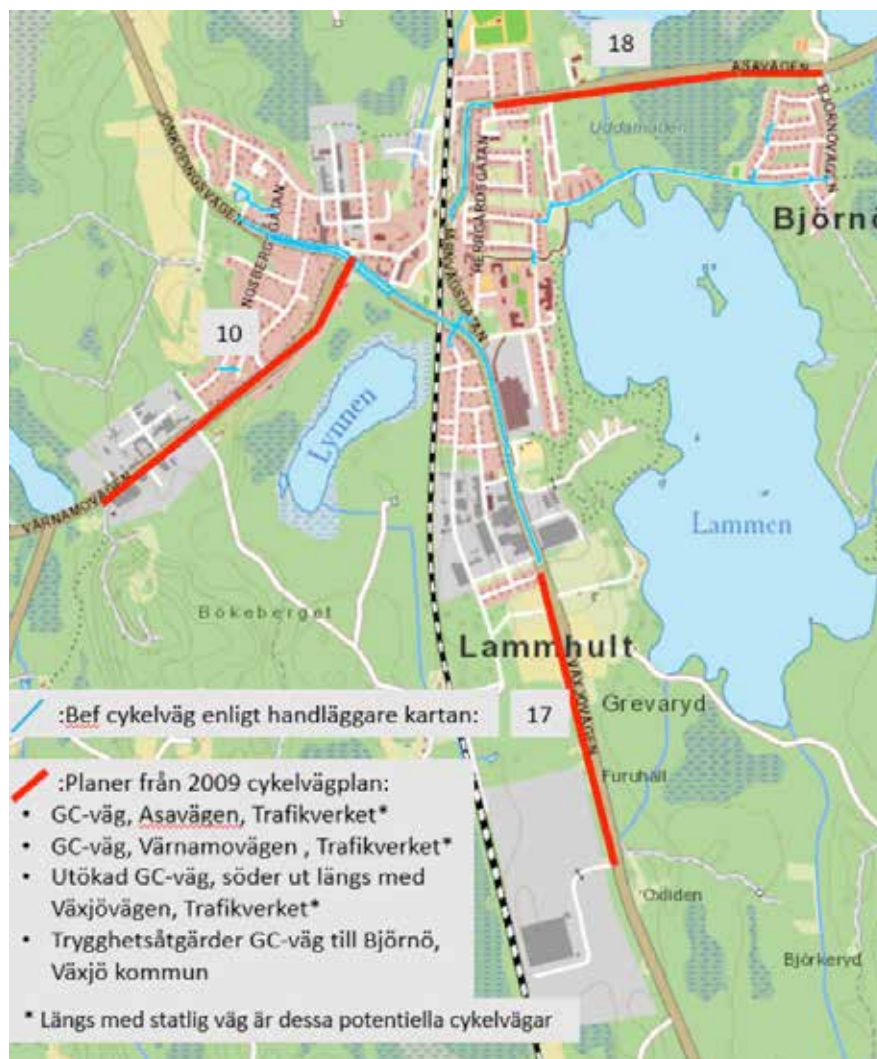 18
ASAVÄGEN
BJÖRNÖVÄGEN
Uddamaden
Björnö
JÖNKÖPINGSVÄGEN
NGSBERGSGATAN
HERRGÅRDSGATAN
10
Lynnen
VÄRNAMOVÄGEN
Lammen
Bökeberget
Lammhult
VÄXJÖVÄGEN
Grevaryd
:Bef cykelväg enligt handläggare kartan:
17
Furuhäll
:Planer från 2009 cykelvägplan:
• GC-väg, Asavägen, Trafikverket*
• GC-väg, Värnamovägen , Trafikverket*
• Utökad GC-väg, söder ut längs med
Växjövägen, Trafikverket*
• Trygghetsåtgärder GC-väg till Björnö,
Växjö kommun
Oxliden
Björkeryd
* Längs med statlig väg är dessa potentiella cykelvägar